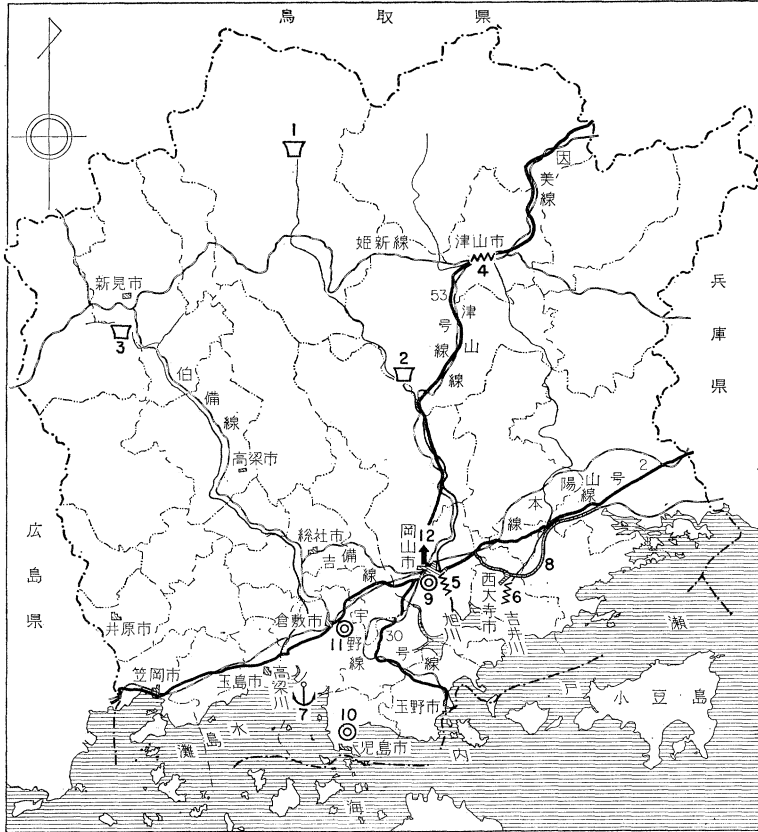 鳥取県
1
因美線
姫新線
津山市
4
新見市
53号線
津山線
兵庫県
3
2
伯備線
高梁市
山陽本線
2号
広島県
総社市
吉備線
岡山市
12
9
5
旭川
西大寺市
6
吉井川
8
井原市
倉敷市
11
宇野線
30号線
瀬戸内海
小豆島
笠岡市
玉島市
高梁川
7
玉野市
10
児島市
水島灘